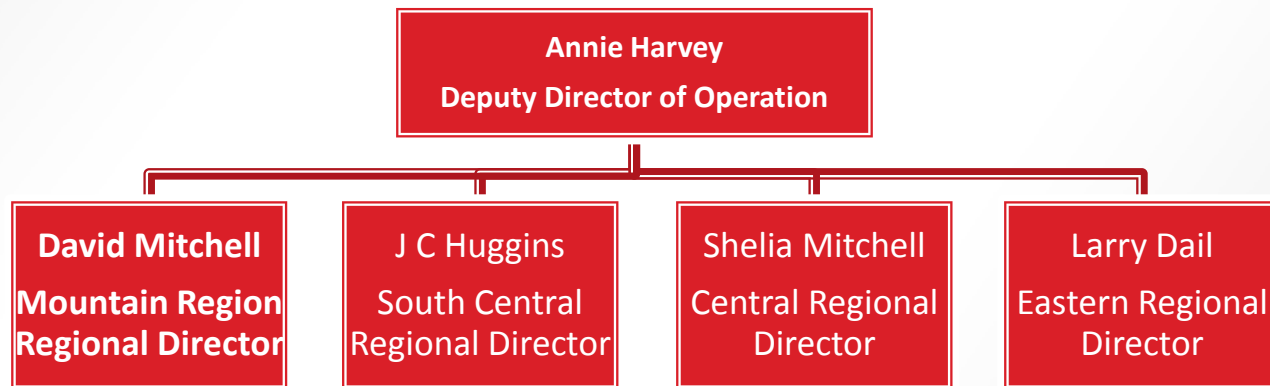 Annie Harvey
Deputy Director of Operation
David Mitchell
Mountain Region
Regional Director
J C Huggins
South Central
Regional Director
Shelia Mitchell
Central Regional
Director
Larry Dail
Eastern Regional
Director